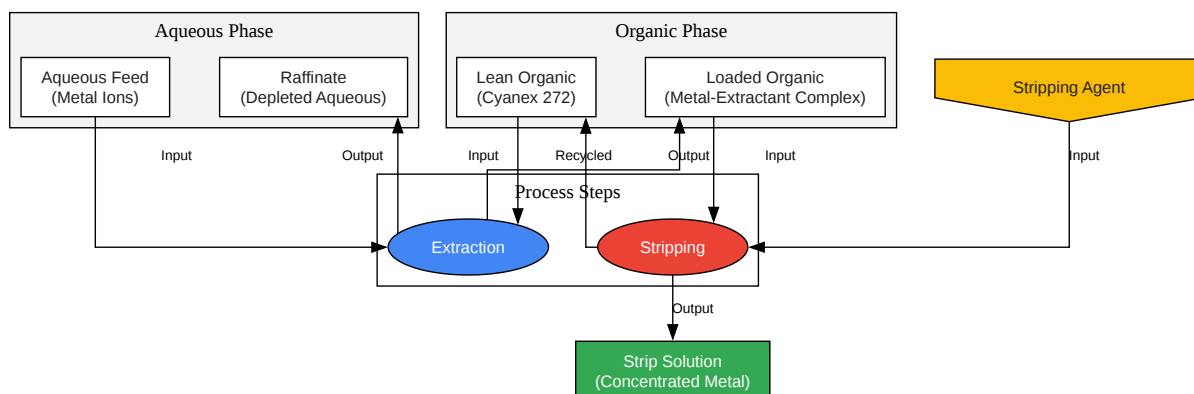 Aqueous Phase
Organic Phase
Aqueous Feed
(Metal Ions)
Raffinate
(Depleted Aqueous)
Lean Organic
(Cyanex 272)
Loaded Organic
(Metal-Extractant Complex)
Stripping Agent
Input
Output
Input
Recycled
Output
Input
Input
Process Steps
Extraction
Stripping
Output
Strip Solution
(Concentrated Metal)